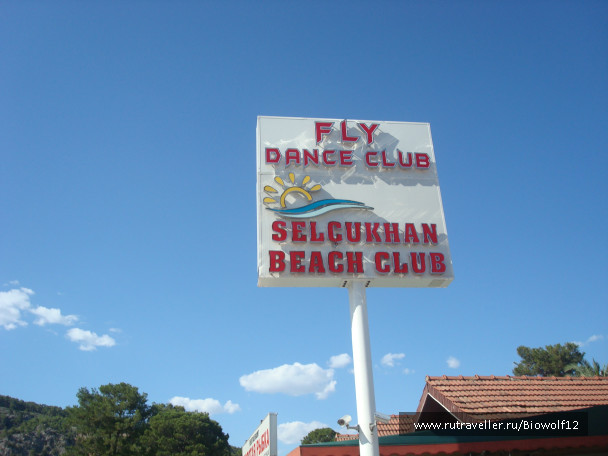 FLY
DANCE CLUB
SELÇUKHAN
BEACH CLUB
www.rutraveller.ru/Biowolf12